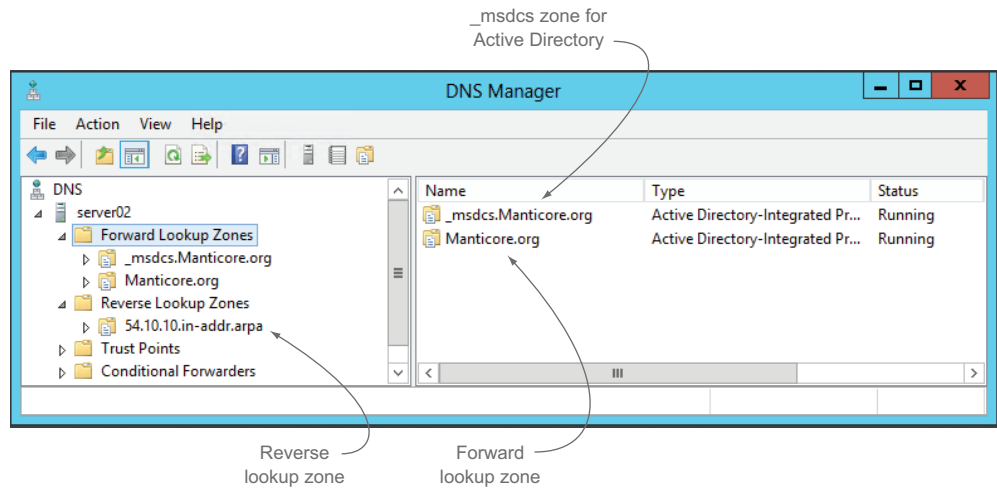 _msdcs zone for
Active Directory
DNS Manager
File Action View Help
DNS
server02
Forward Lookup Zones
_msdcs.Manticore.org
Manticore.org
Reverse Lookup Zones
54.10.10.in-addr.arpa
Trust Points
Conditional Forwarders
Name Type Status
_msdcs.Manticore.org Active Directory-Integrated Pr... Running
Manticore.org Active Directory-Integrated Pr... Running
Reverse
lookup zone
Forward
lookup zone